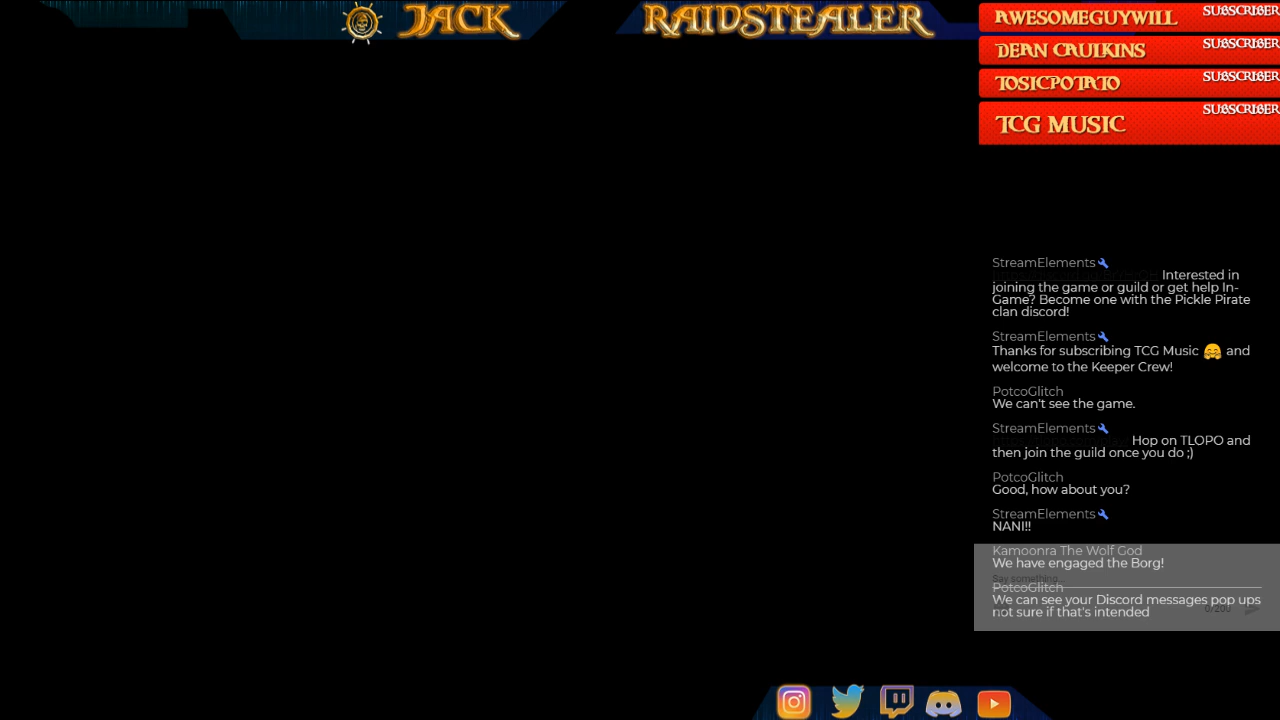 JACK
RAIDSTEALER
AWESOMEGUYWILL
SUBSCRIBER
DEAN CAULKINS
SUBSCRIBER
TOSICPOTATO
SUBSCRIBER
TCG MUSIC
SUBSCRIBER
StreamElements
Interested in
joining the game or guild or get help In-
Game? Become one with the Pickle Pirate
clan discord!
StreamElements
Thanks for subscribing TCG Music 🤗 and
welcome to the Keeper Crew!
PotcoGlitch
We can't see the game.
StreamElements
Hop on TLOPO and
then join the guild once you do ;)
PotcoGlitch
Good, how about you?
StreamElements
NANI!!
Kamoonra The Wolf God
We have engaged the Borg!
Say something...
PotcoGlitch
We can see your Discord messages pop ups
not sure if that's intended
0/200